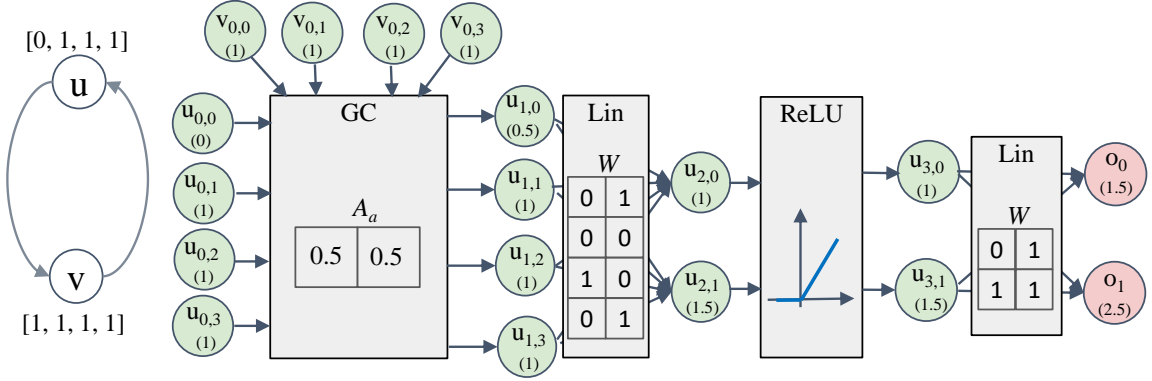 [0, 1, 1, 1]
u
v
[1, 1, 1, 1]
v0,0
(1)
v0,1
(1)
v0,2
(1)
v0,3
(1)
u0,0
(0)
u0,1
(1)
u0,2
(1)
u0,3
(1)
GC
Aa
0.5 0.5
u1,0
(0.5)
u1,1
(1)
u1,2
(1)
u1,3
(1)
Lin
W
0 1
0 0
1 0
0 1
u2,0
(1)
u2,1
(1.5)
ReLU
u3,0
(1)
u3,1
(1.5)
Lin
W
0 1
1 1
o0
(1.5)
o1
(2.5)